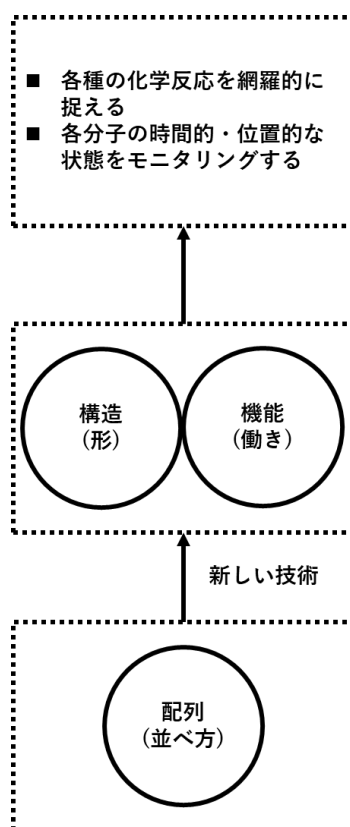 ■ 各種の化学反応を網羅的に
捉える
■ 各分子の時間的・位置的な
状態をモニタリングする
構造
(形)
機能
(働き)
新しい技術
配列
(並べ方)